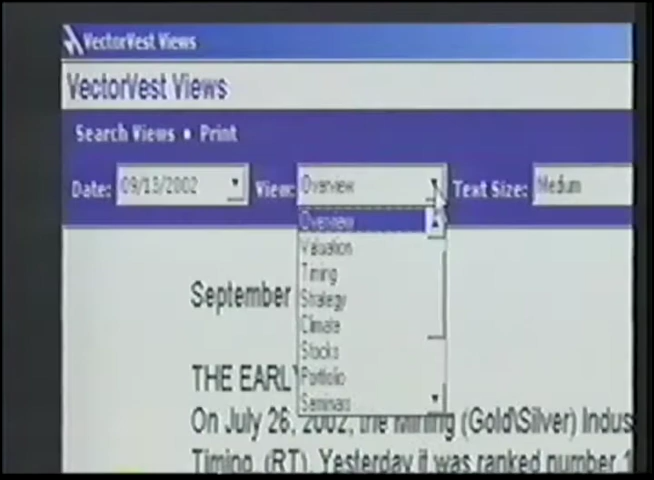 VectorVest Views
VectorVest Views
Search Views • Print
Date: 09/13/2002 View: Overview Text Size: Medium
Overview
Valuation
Timing
Strategy
Climate
Stocks
Portfolio
Seminars
September
THE EARLY
On July 26, 2002, the Mining (Gold\Silver) Indus
Timing, (RT). Yesterday it was ranked number 1